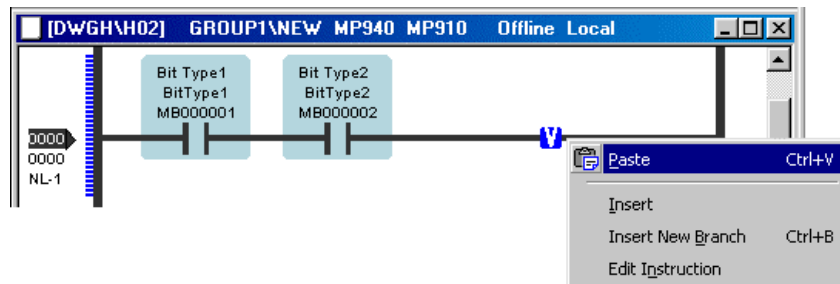 [DWGH\H02] GROUP1\NEW MP940 MP910 Offline Local
Bit Type1 Bit Type2
BitType1 BitType2
MB000001 MB000002
0000
0000
NL-1
V
Paste Ctrl+V
Insert
Insert New Branch Ctrl+B
Edit Instruction